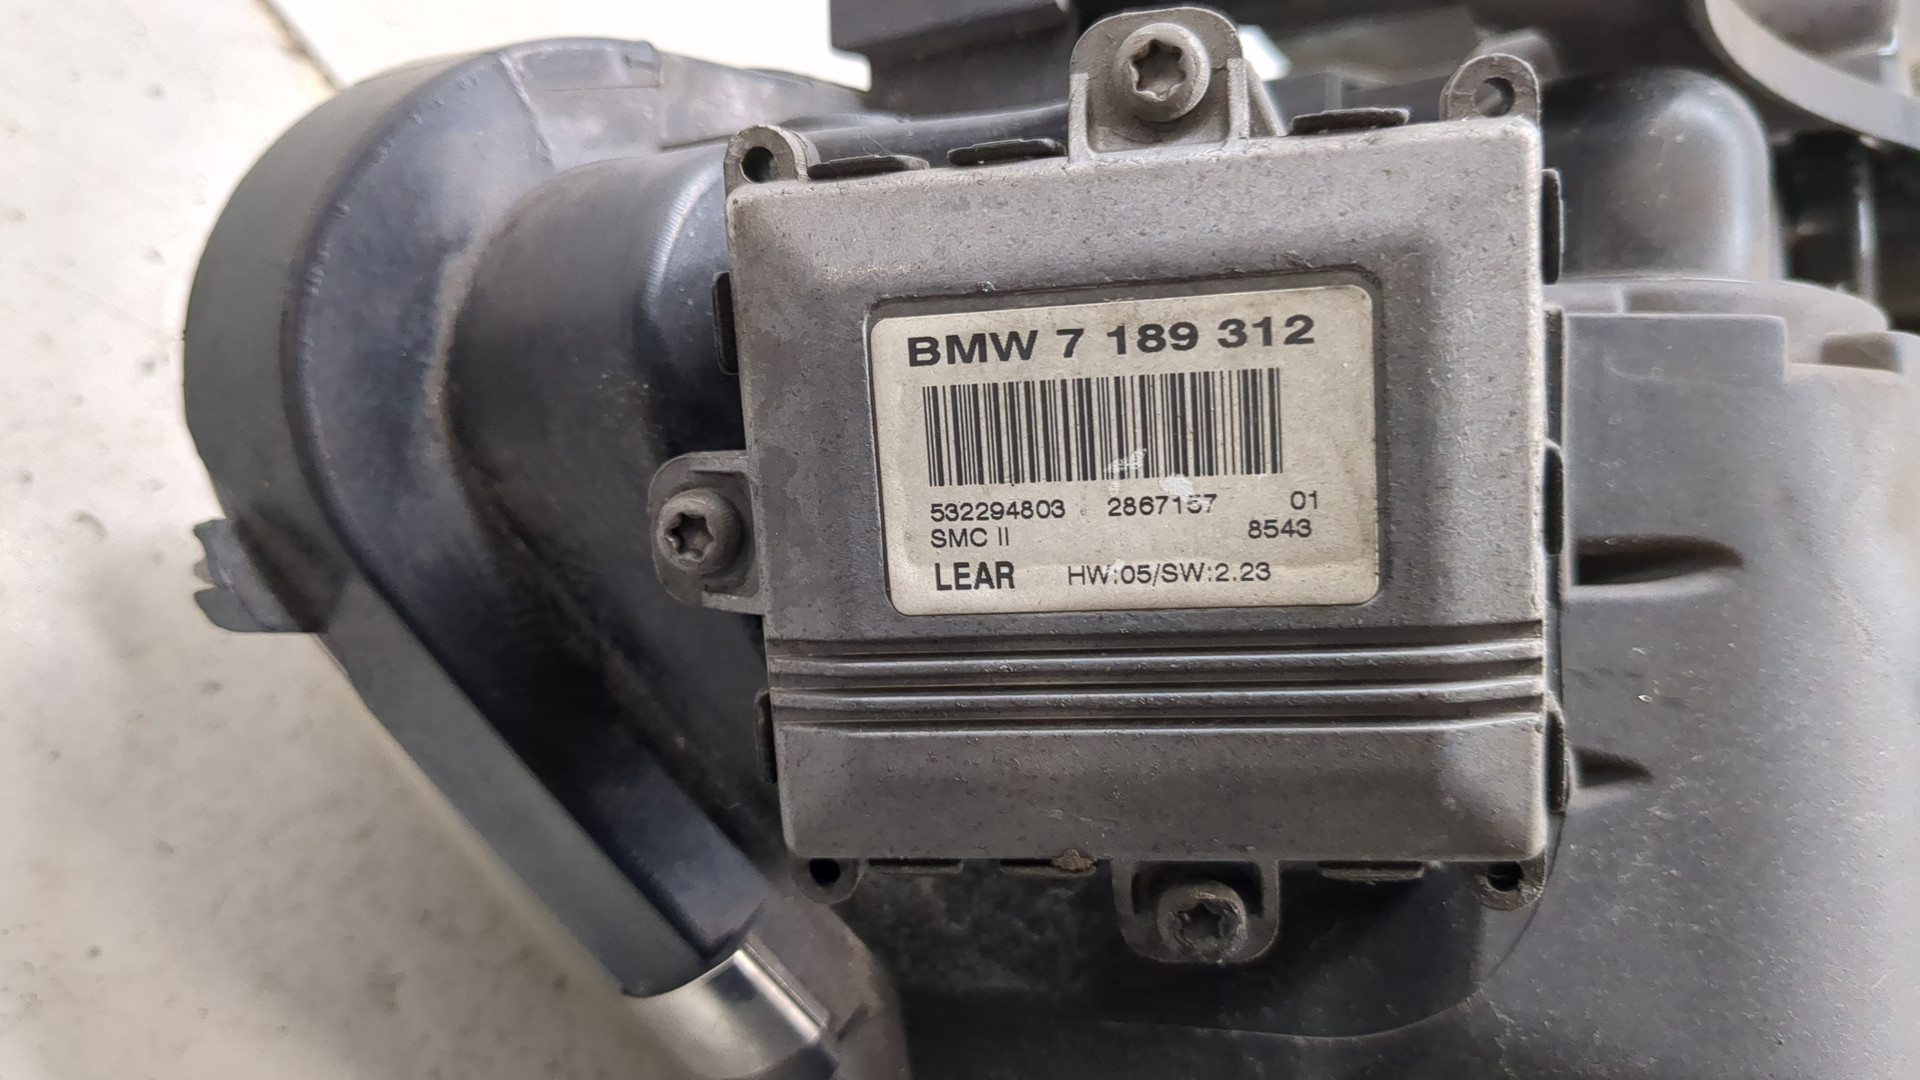 BMW 7 189 312
532294803 2867157 01
SMC II 8543
LEAR HW:05/SW:2.23